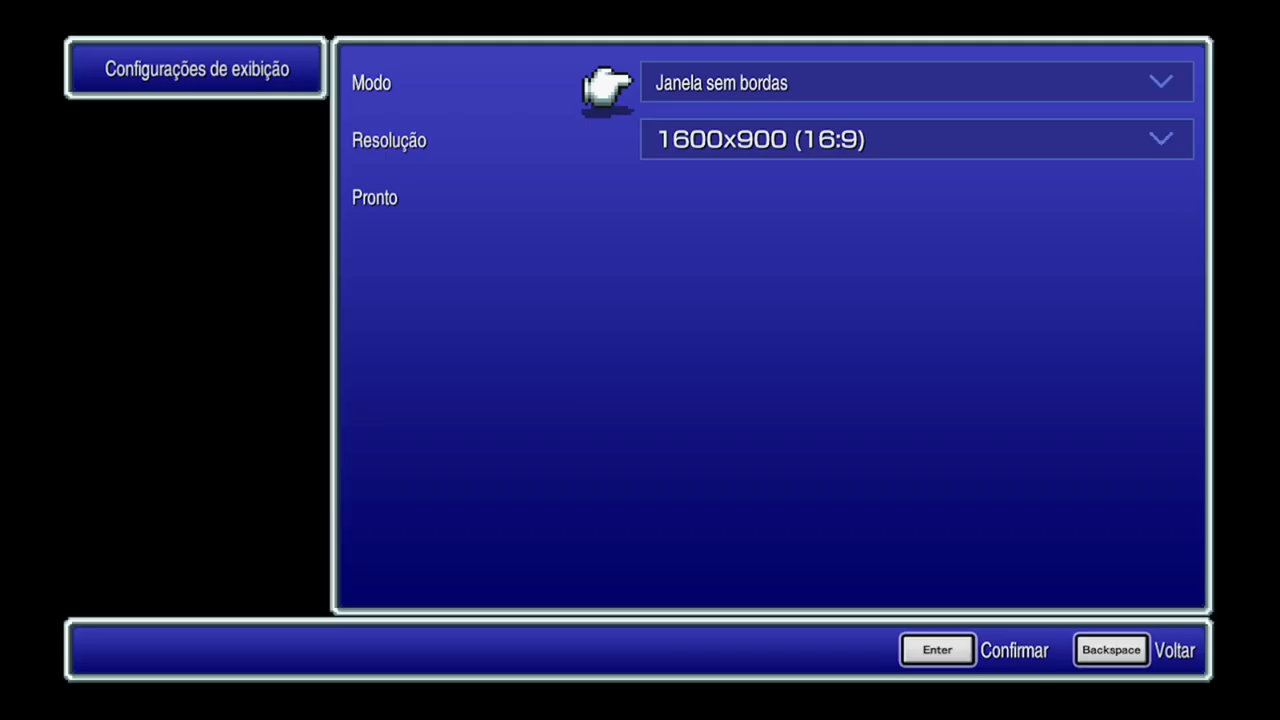 Configurações de exibição
Modo
Janela sem bordas
Resolução
1600x900 (16:9)
Pronto
Enter Confirmar Backspace Voltar